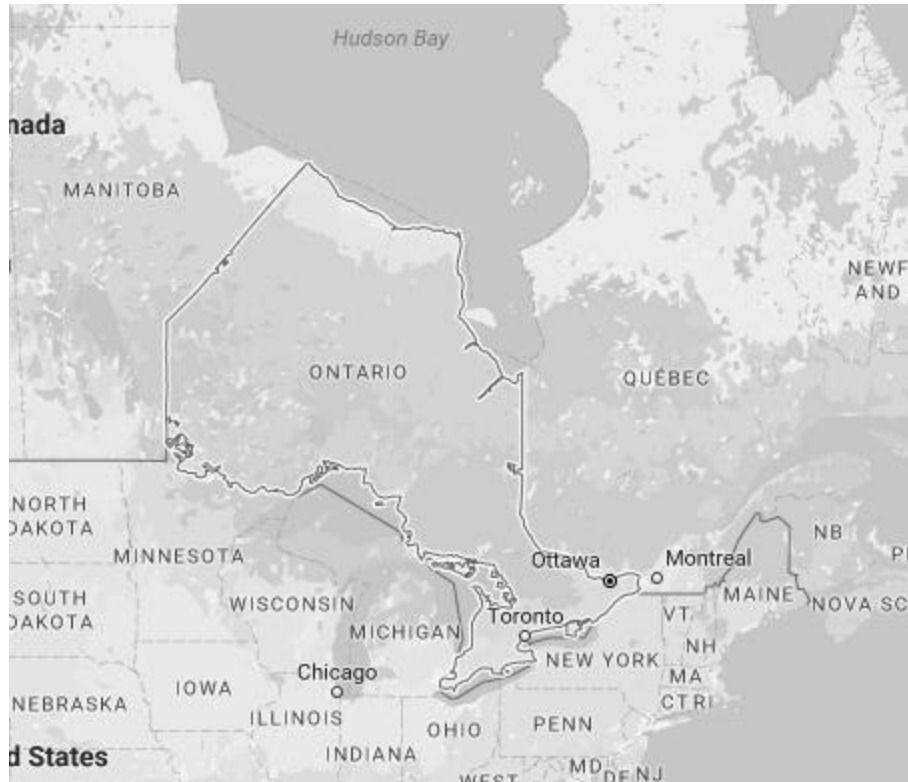 Hudson Bay
nada
MANITOBA
NEWF
AND
ONTARIO
QUÉBEC
NORTH
DAKOTA
MINNESOTA
Ottawa
Montreal
NB
SOUTH
DAKOTA
WISCONSIN
MAINE
NOVA SC
MICHIGAN
Toronto
VT
NH
NEW YORK
MA
CT RI
Chicago
IOWA
NEBRASKA
ILLINOIS
OHIO
PENN
INDIANA
d States
MD
DE NJ
WEST